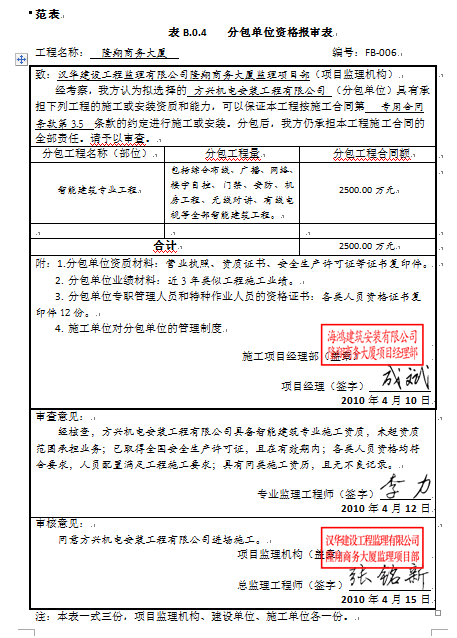 范表
表 B.0.4 分包单位资格报审表
工程名称： 隆翔商务大厦 编号：FB-006.
致：汉华建设工程监理有限公司隆翔商务大厦监理项目部（项目监理机构）
经考察，我方认为拟选择的 方兴机电安装工程有限公司 （分包单位）具有承
担下列工程的施工或安装资质和能力，可以保证本工程按施工合同第 专用合同
条款第 3.5 条款的约定进行施工或安装。分包后，我方仍承担本工程施工合同的
全部责任。请予以审查。
分包工程名称（部位） 分包工程量 分包工程合同额
智能建筑专业工程
包括综合布线、广播、网络、
楼宇自控、门禁、安防、机
房工程、无线对讲、有线电
视等全部智能建筑工程。
2500.00 万元
合计 2500.00 万元
附：1.分包单位资质材料：营业执照、资质证书、安全生产许可证等证书复印件。
2. 分包单位业绩材料：近 3 年类似工程施工业绩。
3. 分包单位专职管理人员和特种作业人员的资格证书：各类人员资格证书复
印件 12 份。
4. 施工单位对分包单位的管理制度
海鸿建筑安装有限公司
隆翔商务大厦项目经理部
施工项目经理部（盖章）
项目经理（签字） 成斌
2010 年 4 月 10 日
审查意见：
经核查，方兴机电安装工程有限公司具备智能建筑专业施工资质，未超资质
范围承担业务；已取得全国安全生产许可证，且在有效期内；各类人员资格均符
合要求，人员配置满足工程施工要求；具有同类施工资历，且无不良记录。
专业监理工程师（签字） 李力
2010 年 4 月 12 日
审核意见：
同意方兴机电安装工程有限公司进场施工。
汉华建设工程监理有限公司
隆翔商务大厦监理项目部
项目监理机构（盖章）
总监理工程师（签字） 张铭新
2010 年 4 月 15 日
注：本表一式三份，项目监理机构、建设单位、施工单位各一份。